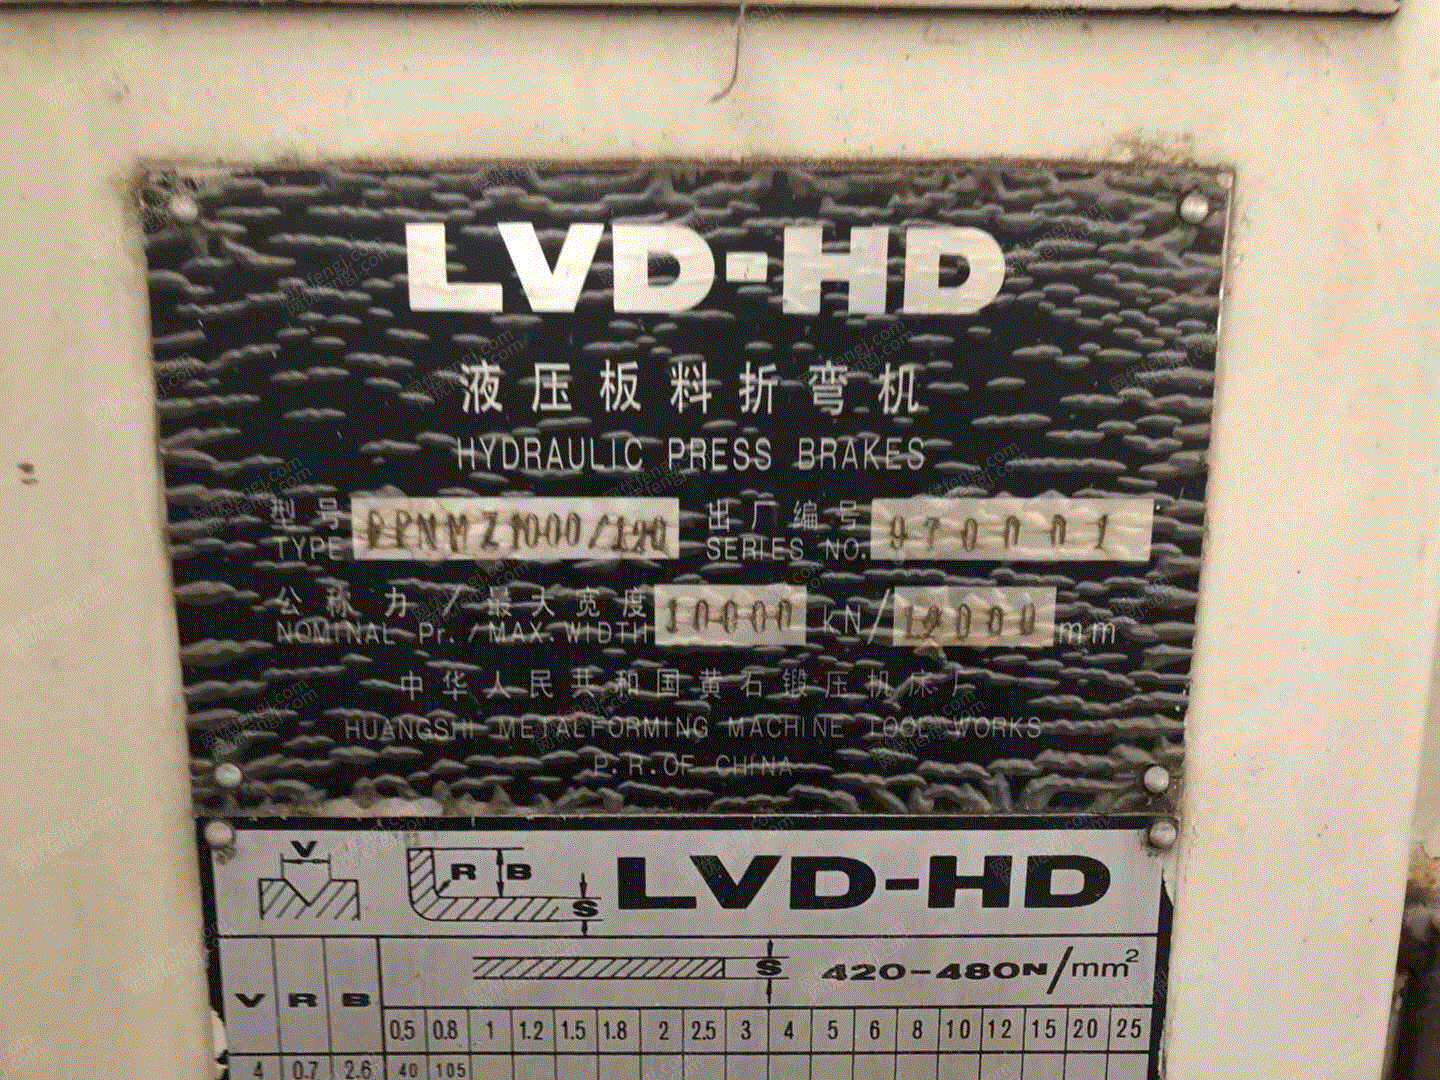 LVD-HD
液压板料折弯机
HYDRAULIC PRESS BRAKES
型号 PPNMZ1000/120 出厂编号 970001
TYPE SERIES NO.
公称力/最大宽度 10000 kN/12000 mm
NOMINAL Pr./MAX.WIDTH
中华人民共和国黄石锻压机床厂
HUANGSHI METALFORMING MACHINE TOOL WORKS
P.R.OF CHINA
V R B S LVD-HD
S 420-480N/mm²
V R B
0.5 0.8 1 1.2 1.5 1.8 2 2.5 3 4 5 6 8 10 12 15 20 25
4 0.7 2.6 40 105